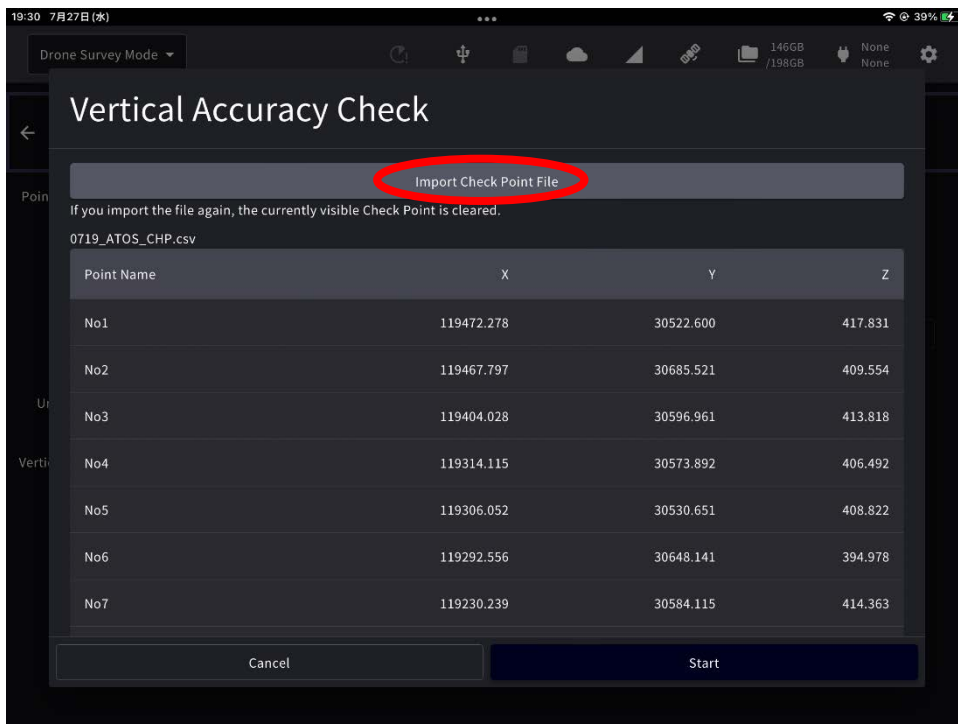 19:30 7月27日(水)
39%
Drone Survey Mode
146GB
/198GB
None
None
Vertical Accuracy Check
Import Check Point File
Poin
If you import the file again, the currently visible Check Point is cleared.
0719_ATOS_CHP.csv
Point Name X Y Z
No1 119472.278 30522.600 417.831
No2 119467.797 30685.521 409.554
No3 119404.028 30596.961 413.818
Un
No4 119314.115 30573.892 406.492
Verti
No5 119306.052 30530.651 408.822
No6 119292.556 30648.141 394.978
No7 119230.239 30584.115 414.363
Cancel Start